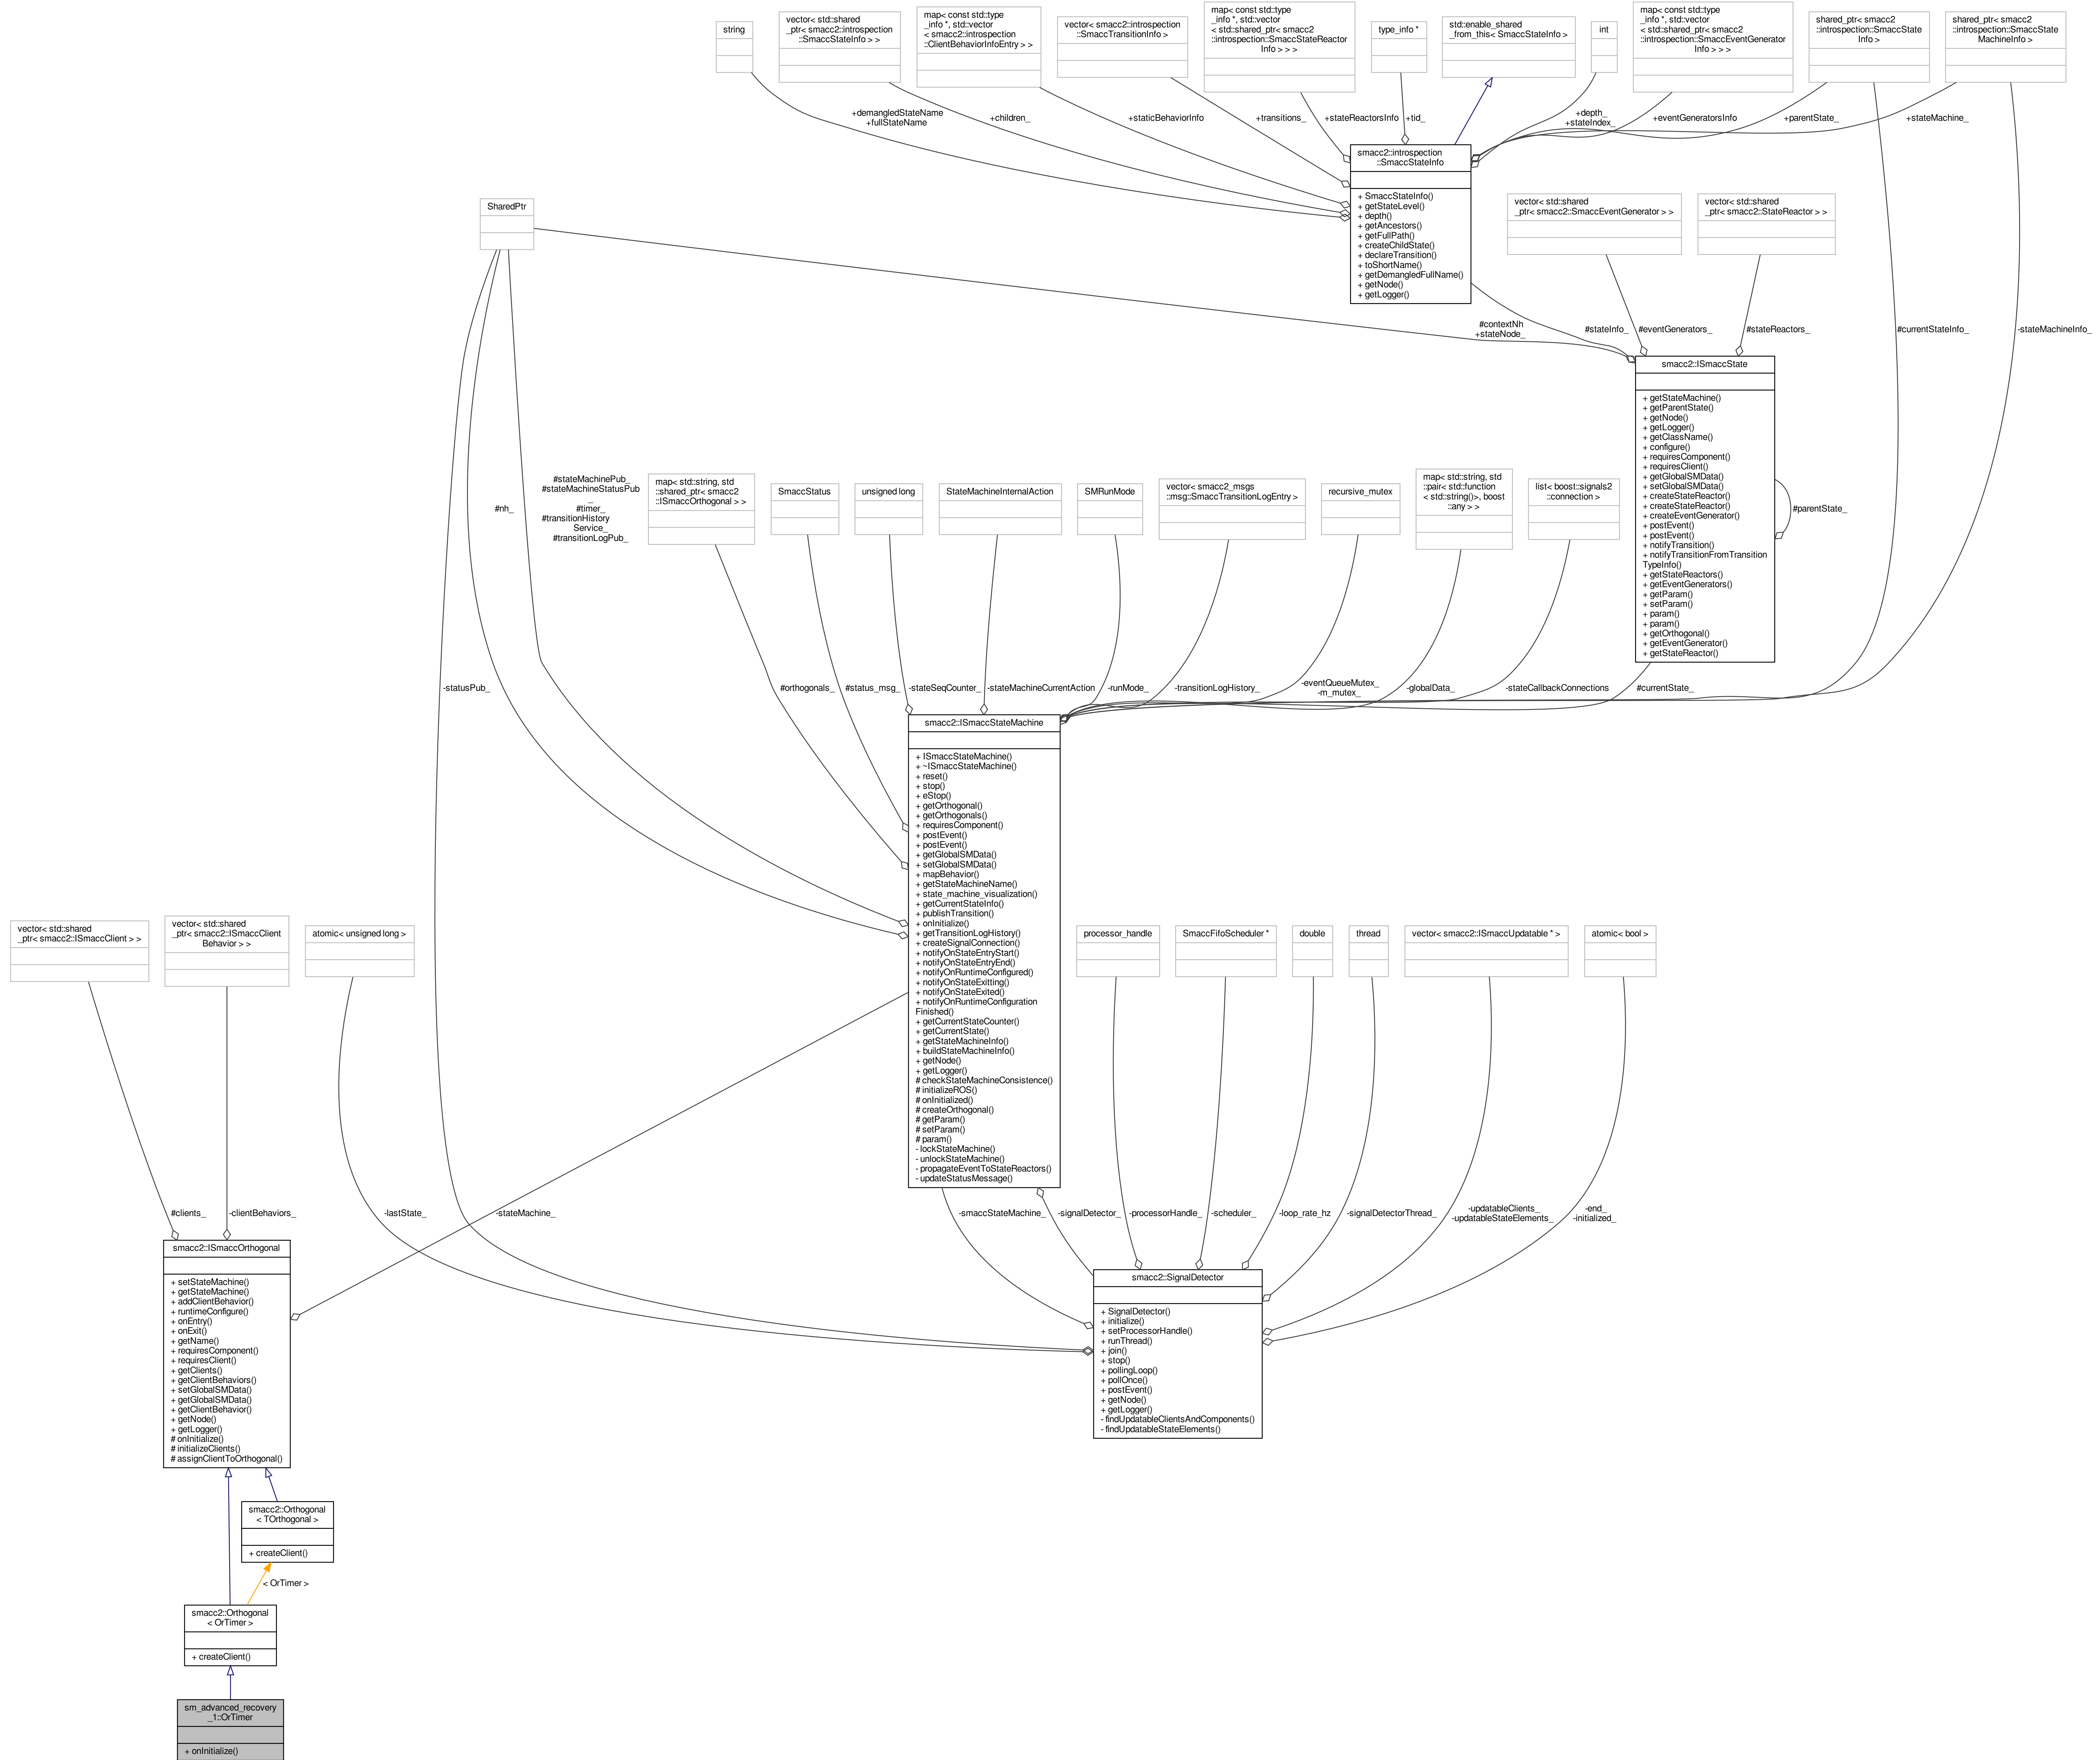 string
vector< std::shared
_ptr< smacc2::introspection
::SmaccStateInfo > >
map< const std::type
_info *, std::vector
< smacc2::introspection
::ClientBehaviorInfoEntry > >
vector< smacc2::introspection
::SmaccTransitionInfo >
map< const std::type
_info *, std::vector
< std::shared_ptr< smacc2
::introspection::SmaccStateReactor
Info > > >
type_info *
std::enable_shared
_from_this< SmaccStateInfo >
int
map< const std::type
_info *, std::vector
< std::shared_ptr< smacc2
::introspection::SmaccEventGenerator
Info > > >
shared_ptr< smacc2
::introspection::SmaccState
Info >
shared_ptr< smacc2
::introspection::SmaccState
MachineInfo >
+demangledStateName
+fullStateName
+children_
+staticBehaviorInfo
+transitions_
+stateReactorsInfo
+tid_
+depth_
+stateIndex_
+eventGeneratorsInfo
+parentState_
+stateMachine_
smacc2::introspection
::SmaccStateInfo
+ SmaccStateInfo()
+ getStateLevel()
+ depth()
+ getAncestors()
+ getFullPath()
+ createChildState()
+ declareTransition()
+ toShortName()
+ getDemangledFullName()
+ getNode()
+ getLogger()
SharedPtr
vector< std::shared
_ptr< smacc2::SmaccEventGenerator > >
vector< std::shared
_ptr< smacc2::StateReactor > >
#contextNh
+stateNode_
#stateInfo_
#eventGenerators_
#stateReactors_
#currentStateInfo_
-stateMachineInfo_
smacc2::ISmaccState
+ getStateMachine()
+ getParentState()
+ getNode()
+ getLogger()
+ getClassName()
+ configure()
+ requiresComponent()
+ requiresClient()
+ getGlobalSMData()
+ setGlobalSMData()
+ createStateReactor()
+ createStateReactor()
+ createEventGenerator()
+ postEvent()
+ postEvent()
+ notifyTransition()
+ notifyTransitionFromTransition
TypeInfo()
+ getStateReactors()
+ getEventGenerators()
+ getParam()
+ setParam()
+ param()
+ param()
+ getOrthogonal()
+ getEventGenerator()
+ getStateReactor()
#parentState_
#nh_
#stateMachinePub_
#stateMachineStatusPub
_
#timer_
#transitionHistory
Service_
#transitionLogPub_
map< std::string, std
::shared_ptr< smacc2
::ISmaccOrthogonal > >
SmaccStatus
unsigned long
StateMachineInternalAction
SMRunMode
vector< smacc2_msgs
::msg::SmaccTransitionLogEntry >
recursive_mutex
map< std::string, std
::pair< std::function
< std::string()>, boost
::any > >
list< boost::signals2
::connection >
-statusPub_
#orthogonals_
#status_msg_
-stateSeqCounter_
-stateMachineCurrentAction
-runMode_
-transitionLogHistory_
-eventQueueMutex_
-m_mutex_
-globalData_
-stateCallbackConnections
#currentState_
smacc2::ISmaccStateMachine
+ ISmaccStateMachine()
+ ~ISmaccStateMachine()
+ reset()
+ stop()
+ eStop()
+ getOrthogonal()
+ getOrthogonals()
+ requiresComponent()
+ postEvent()
+ postEvent()
+ getGlobalSMData()
+ setGlobalSMData()
+ mapBehavior()
+ getStateMachineName()
+ state_machine_visualization()
+ getCurrentStateInfo()
+ publishTransition()
+ onInitialize()
+ getTransitionLogHistory()
+ createSignalConnection()
+ notifyOnStateEntryStart()
+ notifyOnStateEntryEnd()
+ notifyOnRuntimeConfigured()
+ notifyOnStateExitting()
+ notifyOnStateExited()
+ notifyOnRuntimeConfiguration
Finished()
+ getCurrentStateCounter()
+ getCurrentState()
+ getStateMachineInfo()
+ buildStateMachineInfo()
+ getNode()
+ getLogger()
# checkStateMachineConsistence()
# initializeROS()
# onInitialized()
# createOrthogonal()
# getParam()
# setParam()
# param()
- lockStateMachine()
- unlockStateMachine()
- propagateEventToStateReactors()
- updateStatusMessage()
vector< std::shared
_ptr< smacc2::ISmaccClient > >
vector< std::shared
_ptr< smacc2::ISmaccClient
Behavior > >
atomic< unsigned long >
processor_handle
SmaccFifoScheduler *
double
thread
vector< smacc2::ISmaccUpdatable * >
atomic< bool >
#clients_
-clientBehaviors_
-lastState_
-stateMachine_
-smaccStateMachine_
-signalDetector_
-processorHandle_
-scheduler_
-loop_rate_hz
-signalDetectorThread_
-updatableClients_
-updatableStateElements_
-end_
-initialized_
smacc2::ISmaccOrthogonal
+ setStateMachine()
+ getStateMachine()
+ addClientBehavior()
+ runtimeConfigure()
+ onEntry()
+ onExit()
+ getName()
+ requiresComponent()
+ requiresClient()
+ getClients()
+ getClientBehaviors()
+ setGlobalSMData()
+ getGlobalSMData()
+ getClientBehavior()
+ getNode()
+ getLogger()
# onInitialize()
# initializeClients()
# assignClientToOrthogonal()
smacc2::SignalDetector
+ SignalDetector()
+ initialize()
+ setProcessorHandle()
+ runThread()
+ join()
+ stop()
+ pollingLoop()
+ pollOnce()
+ postEvent()
+ getNode()
+ getLogger()
- findUpdatableClientsAndComponents()
- findUpdatableStateElements()
smacc2::Orthogonal
< TOrthogonal >
+ createClient()
< OrTimer >
smacc2::Orthogonal
< OrTimer >
+ createClient()
sm_advanced_recovery
_1::OrTimer
+ onInitialize()